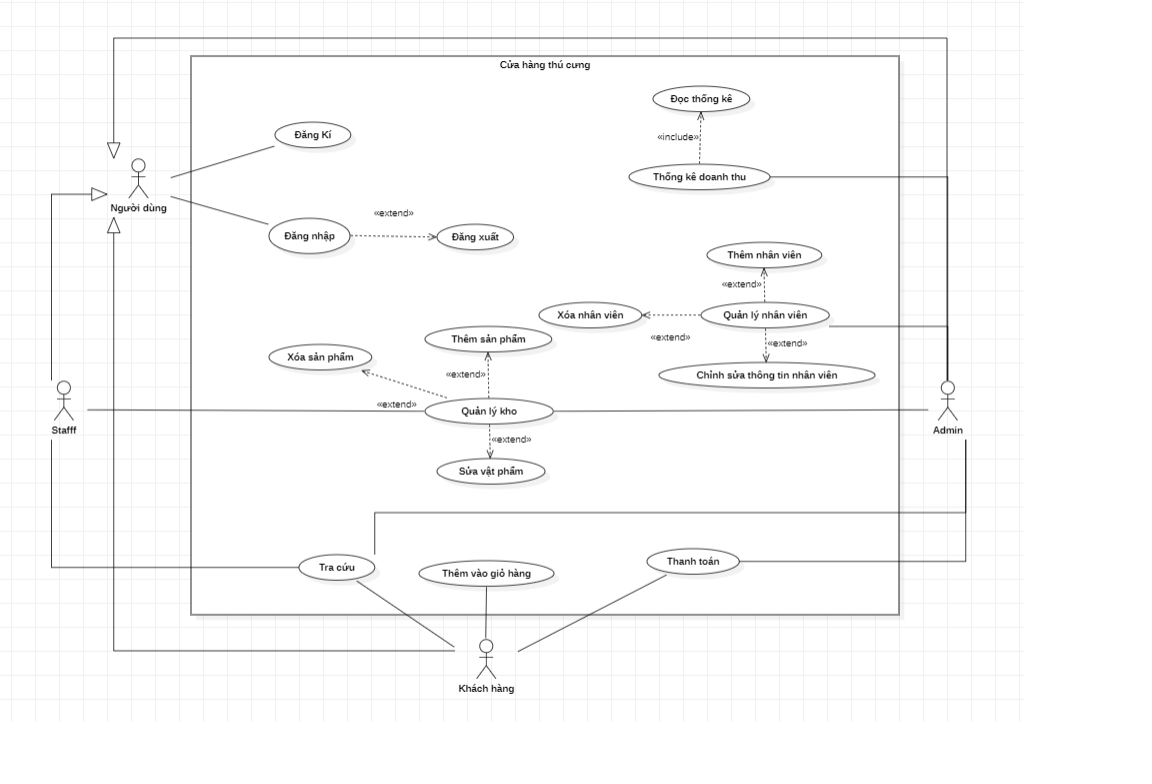 Cửa hàng thú cưng
Đọc thống kê
Đăng Kí
«include»
Thống kê doanh thu
Người dùng
«extend»
Đăng nhập
Đăng xuất
Thêm nhân viên
«extend»
Xóa nhân viên
Quản lý nhân viên
«extend»
«extend»
Thêm sản phẩm
Xóa sản phẩm
«extend»
Chỉnh sửa thông tin nhân viên
«extend»
Quản lý kho
Stafff
Admin
«extend»
Sửa vật phẩm
Tra cứu
Thêm vào giỏ hàng
Thanh toán
Khách hàng